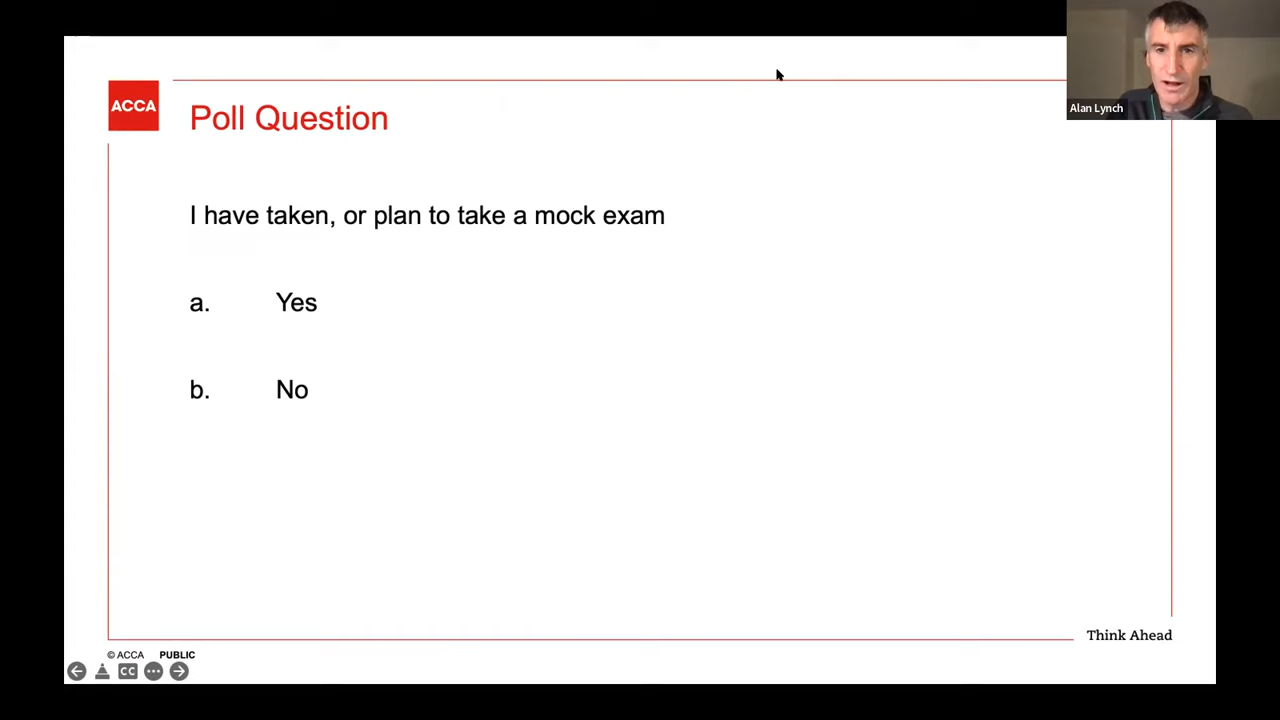 Alan Lynch
ACCA
Poll Question
I have taken, or plan to take a mock exam
a. Yes
b. No
Think Ahead
© ACCA PUBLIC
CC